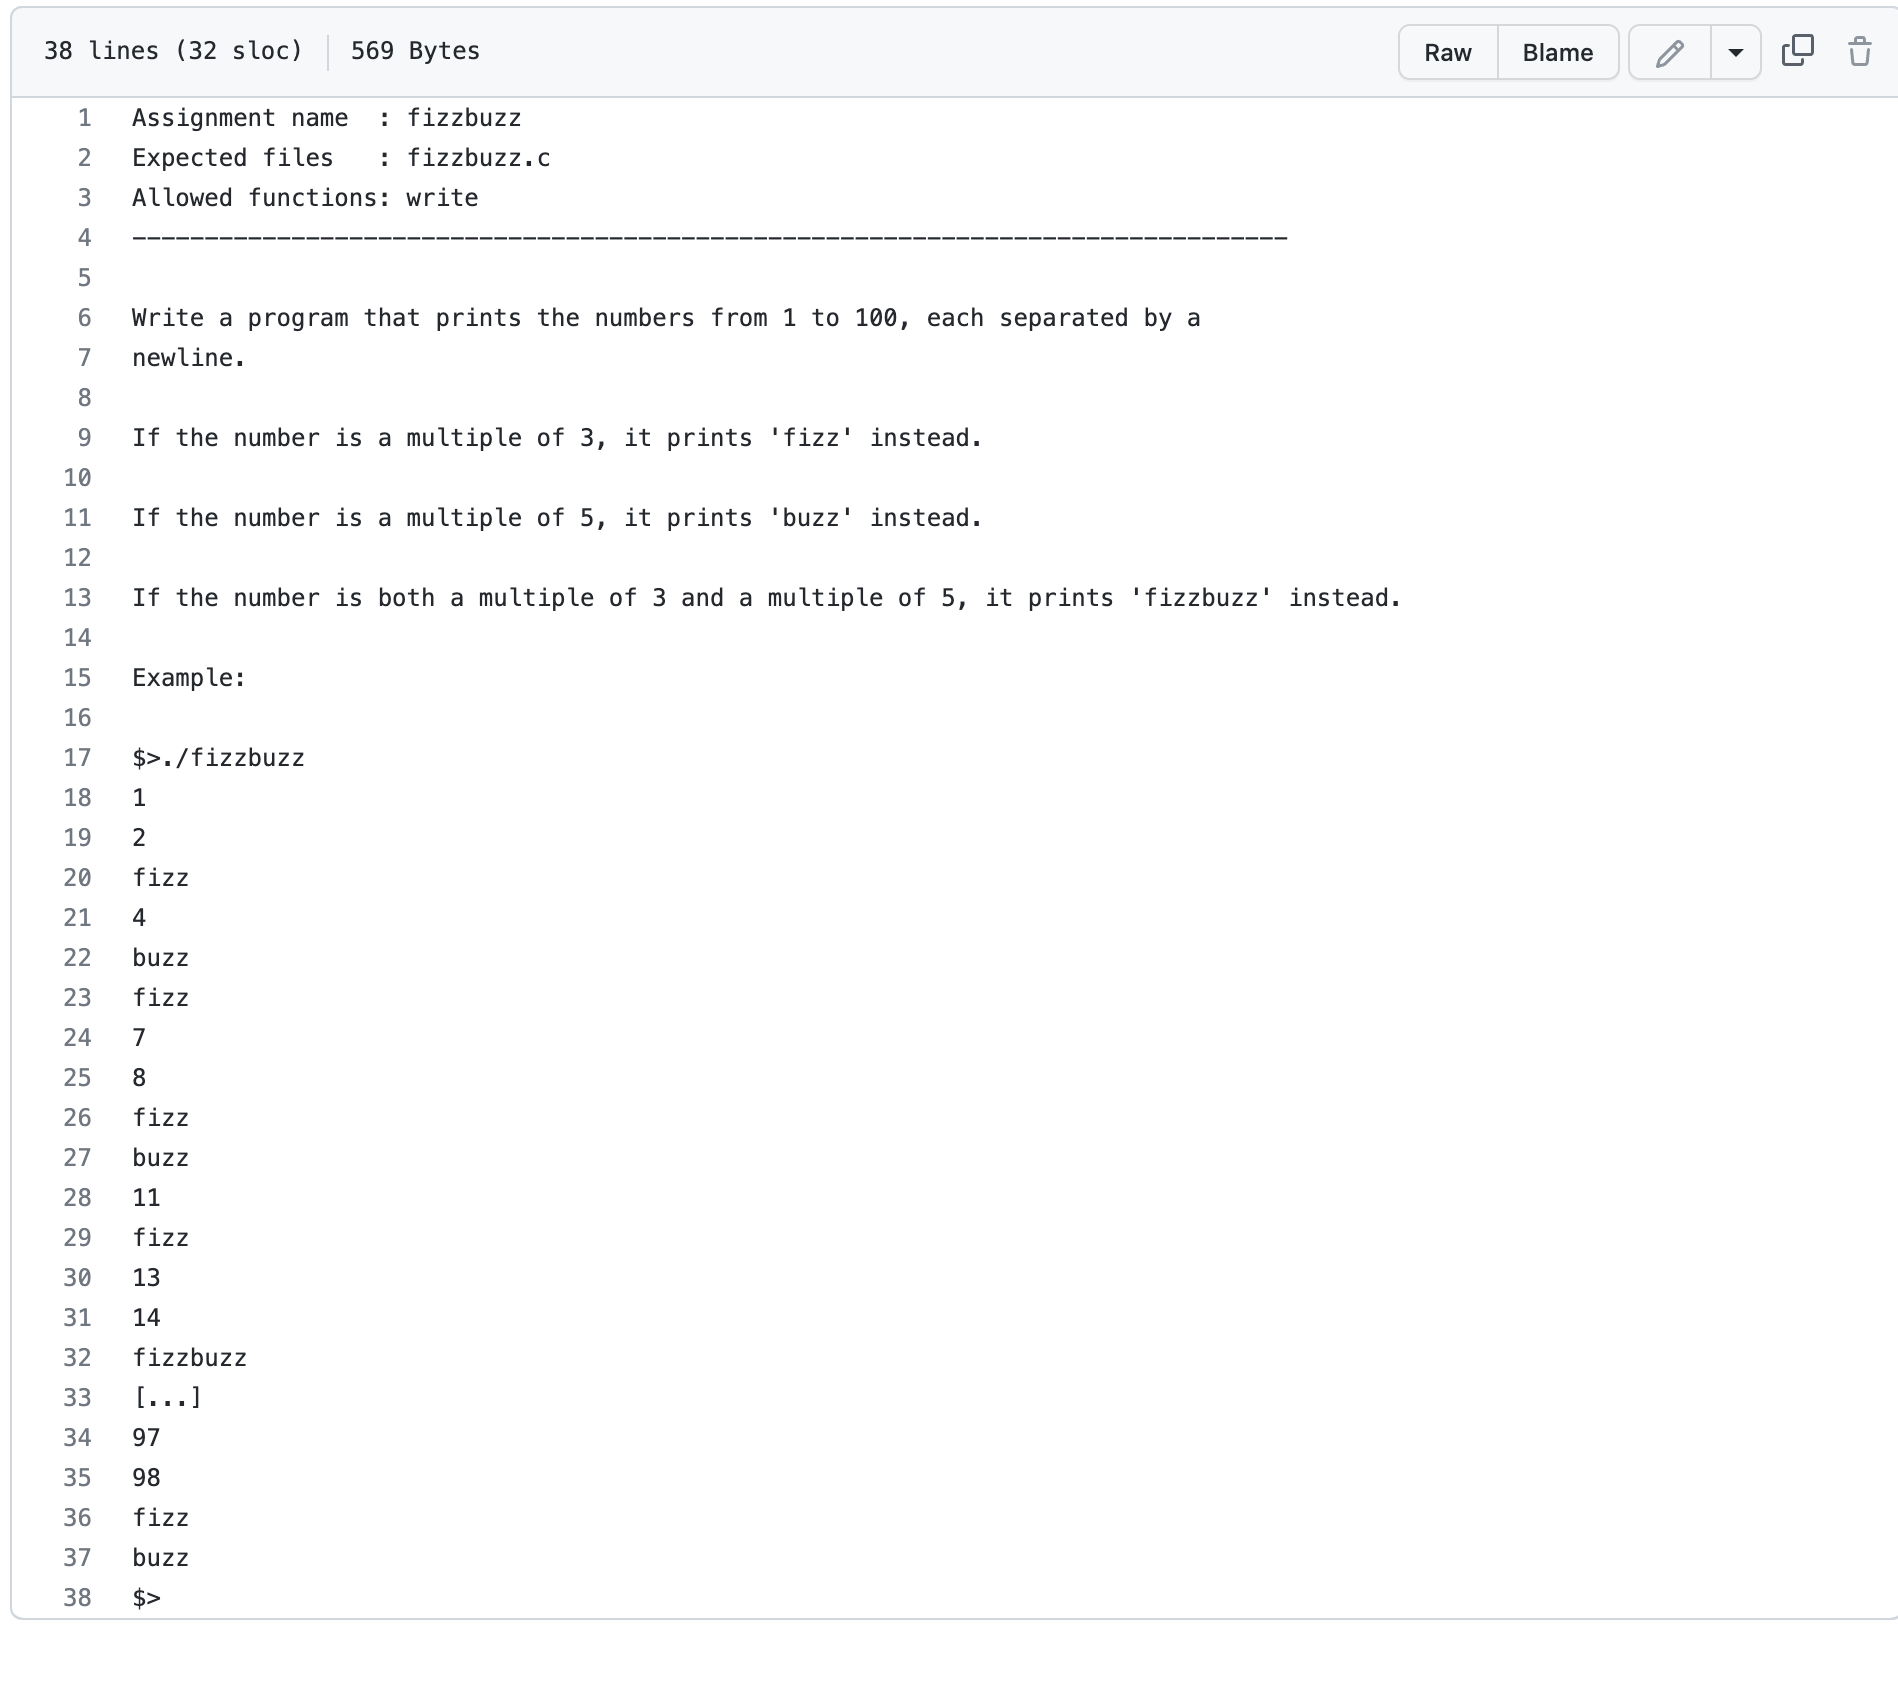 38 lines (32 sloc) 569 Bytes Raw Blame
1 Assignment name  : fizzbuzz
2 Expected files   : fizzbuzz.c
3 Allowed functions: write
4 --------------------------------------------------------------------------------
5
6 Write a program that prints the numbers from 1 to 100, each separated by a
7 newline.
8
9 If the number is a multiple of 3, it prints 'fizz' instead.
10
11 If the number is a multiple of 5, it prints 'buzz' instead.
12
13 If the number is both a multiple of 3 and a multiple of 5, it prints 'fizzbuzz' instead.
14
15 Example:
16
17 $>./fizzbuzz
18 1
19 2
20 fizz
21 4
22 buzz
23 fizz
24 7
25 8
26 fizz
27 buzz
28 11
29 fizz
30 13
31 14
32 fizzbuzz
33 [...]
34 97
35 98
36 fizz
37 buzz
38 $>